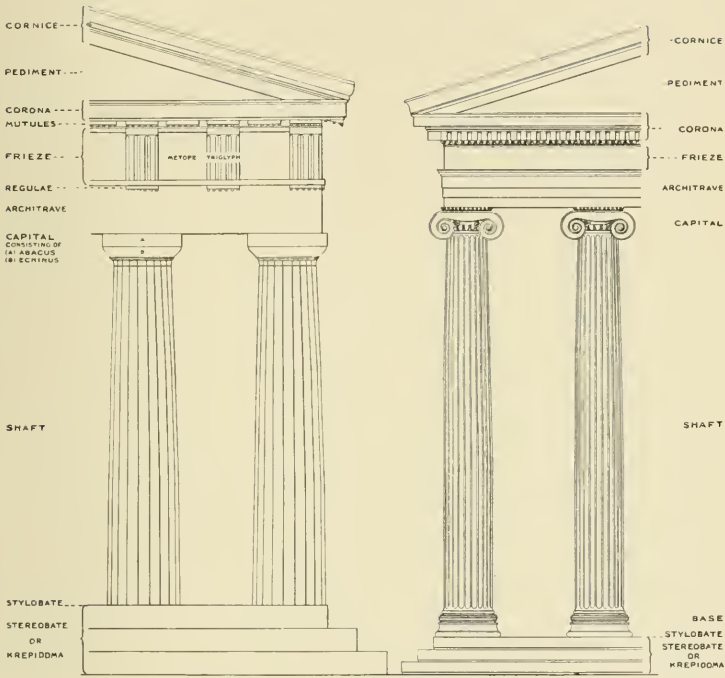 CORNICE
PEDIMENT
CORONA
MUTULES
FRIEZE
METOPE TRIGLYPH
REGULAE
ARCHITRAVE
CAPITAL
CONSISTING OF
(A) ABACUS
(B) ECHINUS
A
B
SHAFT
STYLOBATE
STEREOBATE
OR
KREPIDOMA
CORNICE
PEDIMENT
CORONA
FRIEZE
ARCHITRAVE
CAPITAL
SHAFT
BASE
STYLOBATE
STEREOBATE
OR
KREPIDOMA